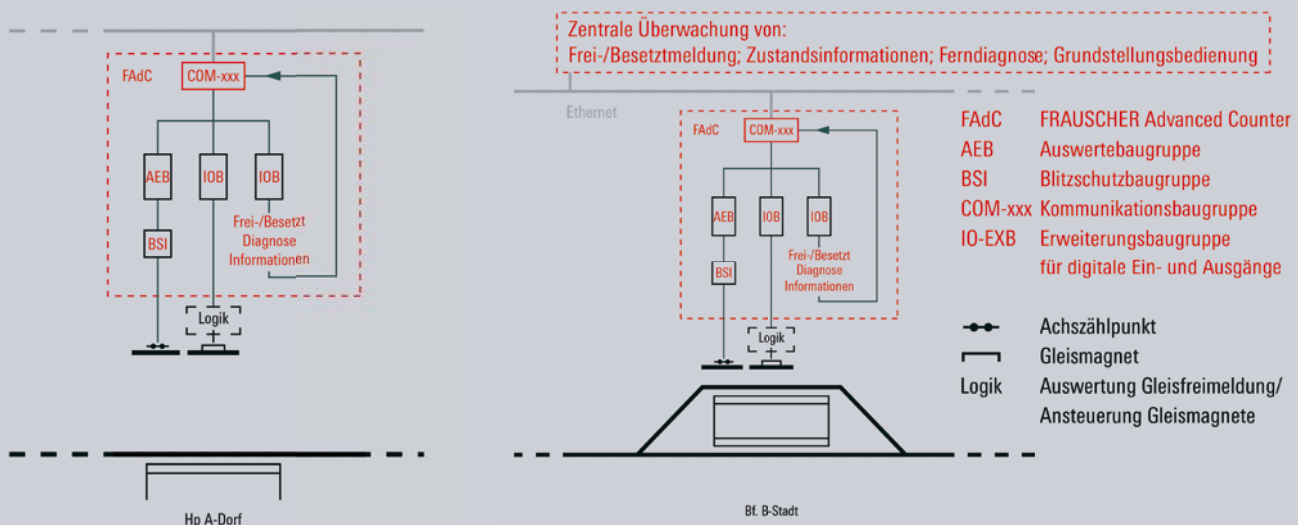 FAdC
COM-xxx
AEB
IOB
IOB
BSI
Frei-/Besetzt
Diagnose
Informationen
Logik
Hp A-Dorf
Zentrale Überwachung von:
Frei-/Besetztmeldung; Zustandsinformationen; Ferndiagnose; Grundstellungsbedienung
Ethernet
FAdC
COM-xxx
AEB
IOB
IOB
BSI
Frei-/Besetzt
Diagnose
Informationen
Logik
Bf. B-Stadt
FAdC FRAUSCHER Advanced Counter
AEB Auswertebaugruppe
BSI Blitzschutzbaugruppe
COM-xxx Kommunikationsbaugruppe
IO-EXB Erweiterungsbaugruppe
für digitale Ein- und Ausgänge
Achszählpunkt
Gleismagnet
Logik Auswertung Gleisfreimeldung/
Ansteuerung Gleismagnete